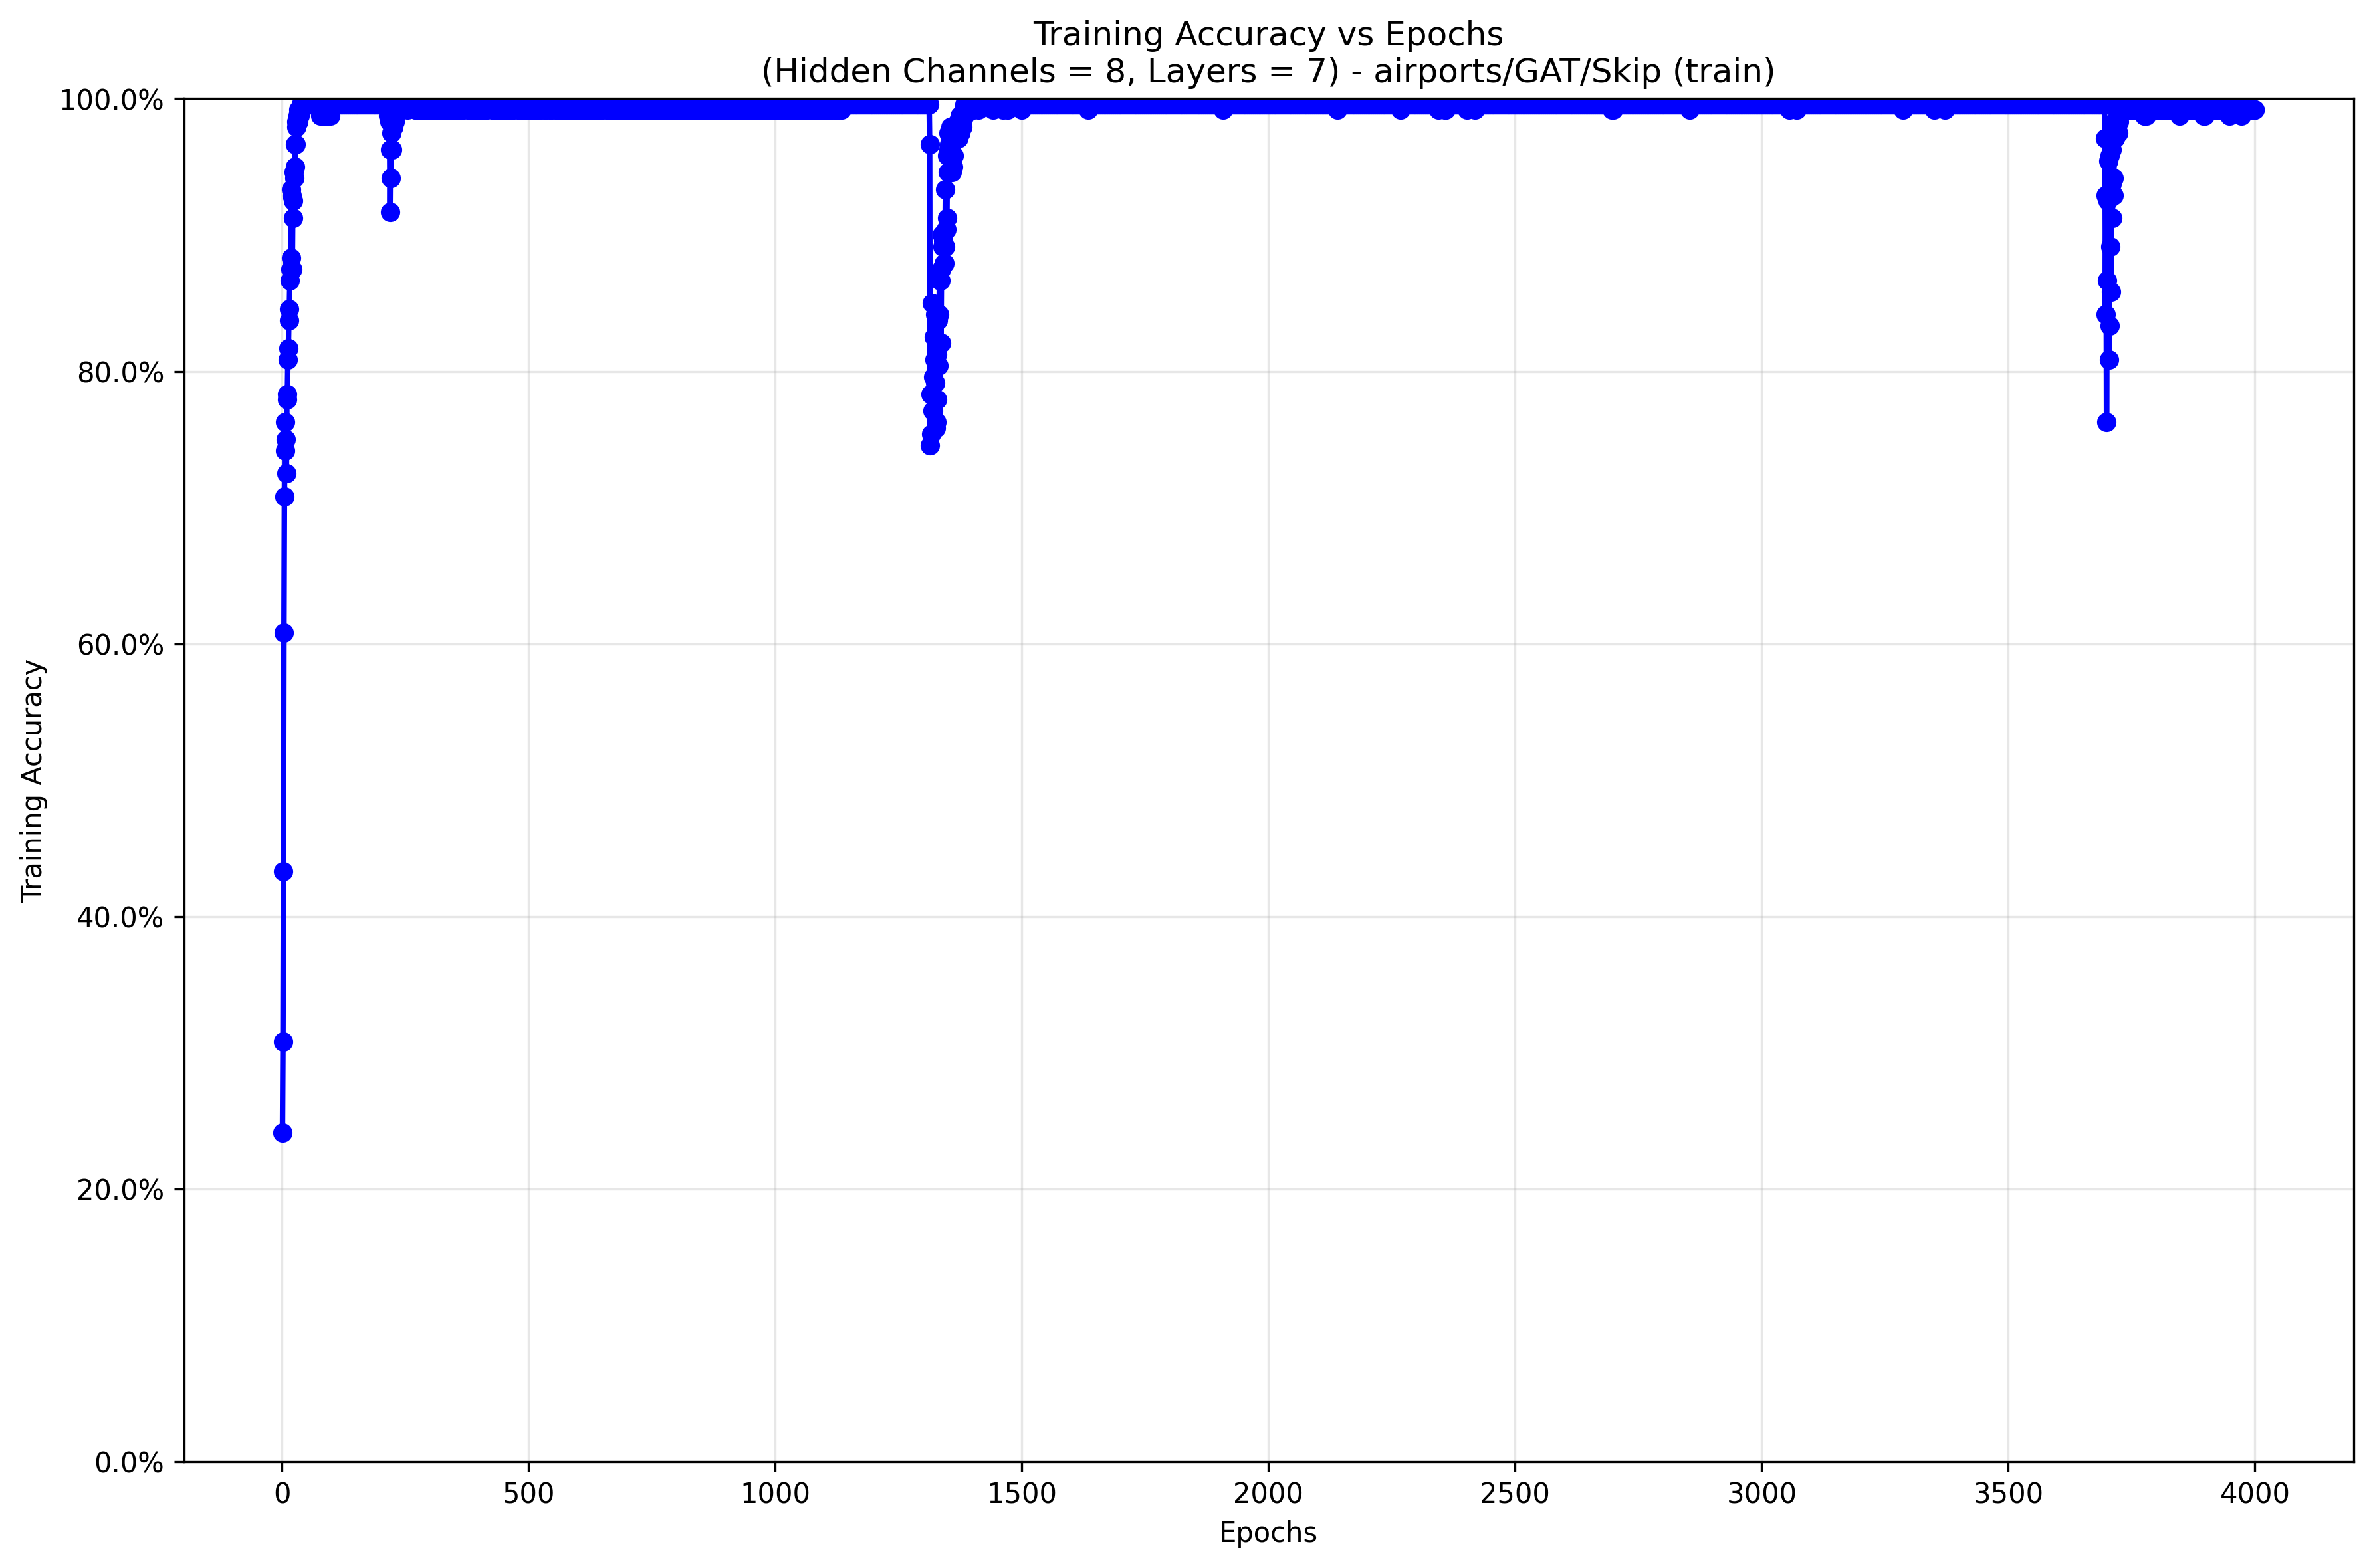 Training Accuracy vs Epochs
(Hidden Channels = 8, Layers = 7) - airports/GAT/Skip (train)
100.0%
80.0%
60.0%
40.0%
20.0%
0.0%
Training Accuracy
0 500 1000 1500 2000 2500 3000 3500 4000
Epochs